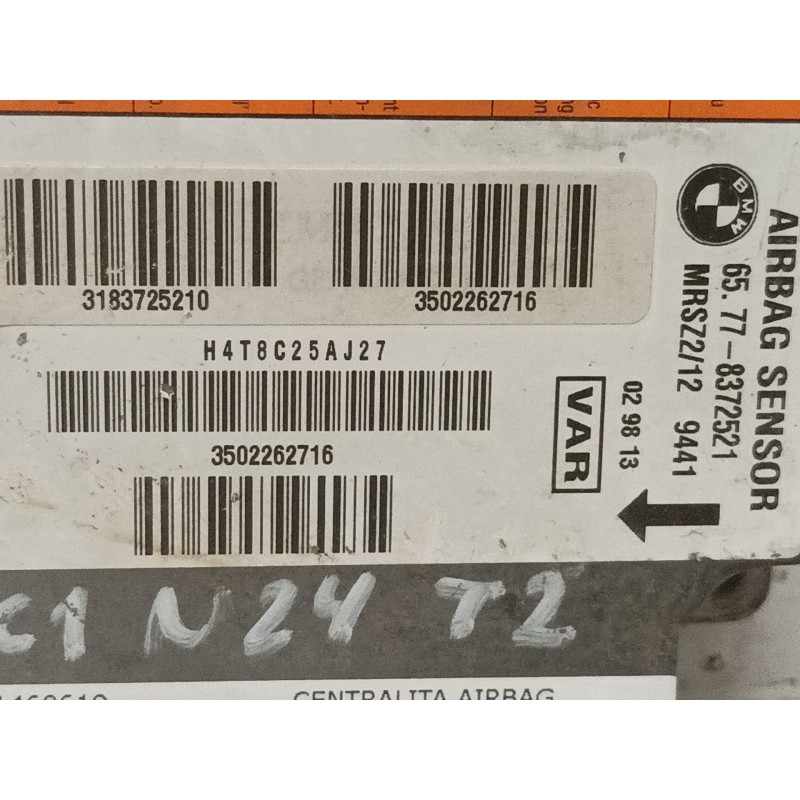 3183725210
3502262716
H4T8C25AJ27
3502262716
BMW
AIRBAG SENSOR
65.77-8372521
MRSZ2/12 9441
02 98 13
VAR
C1 N24 T2
CENTRALITA AIRBAG